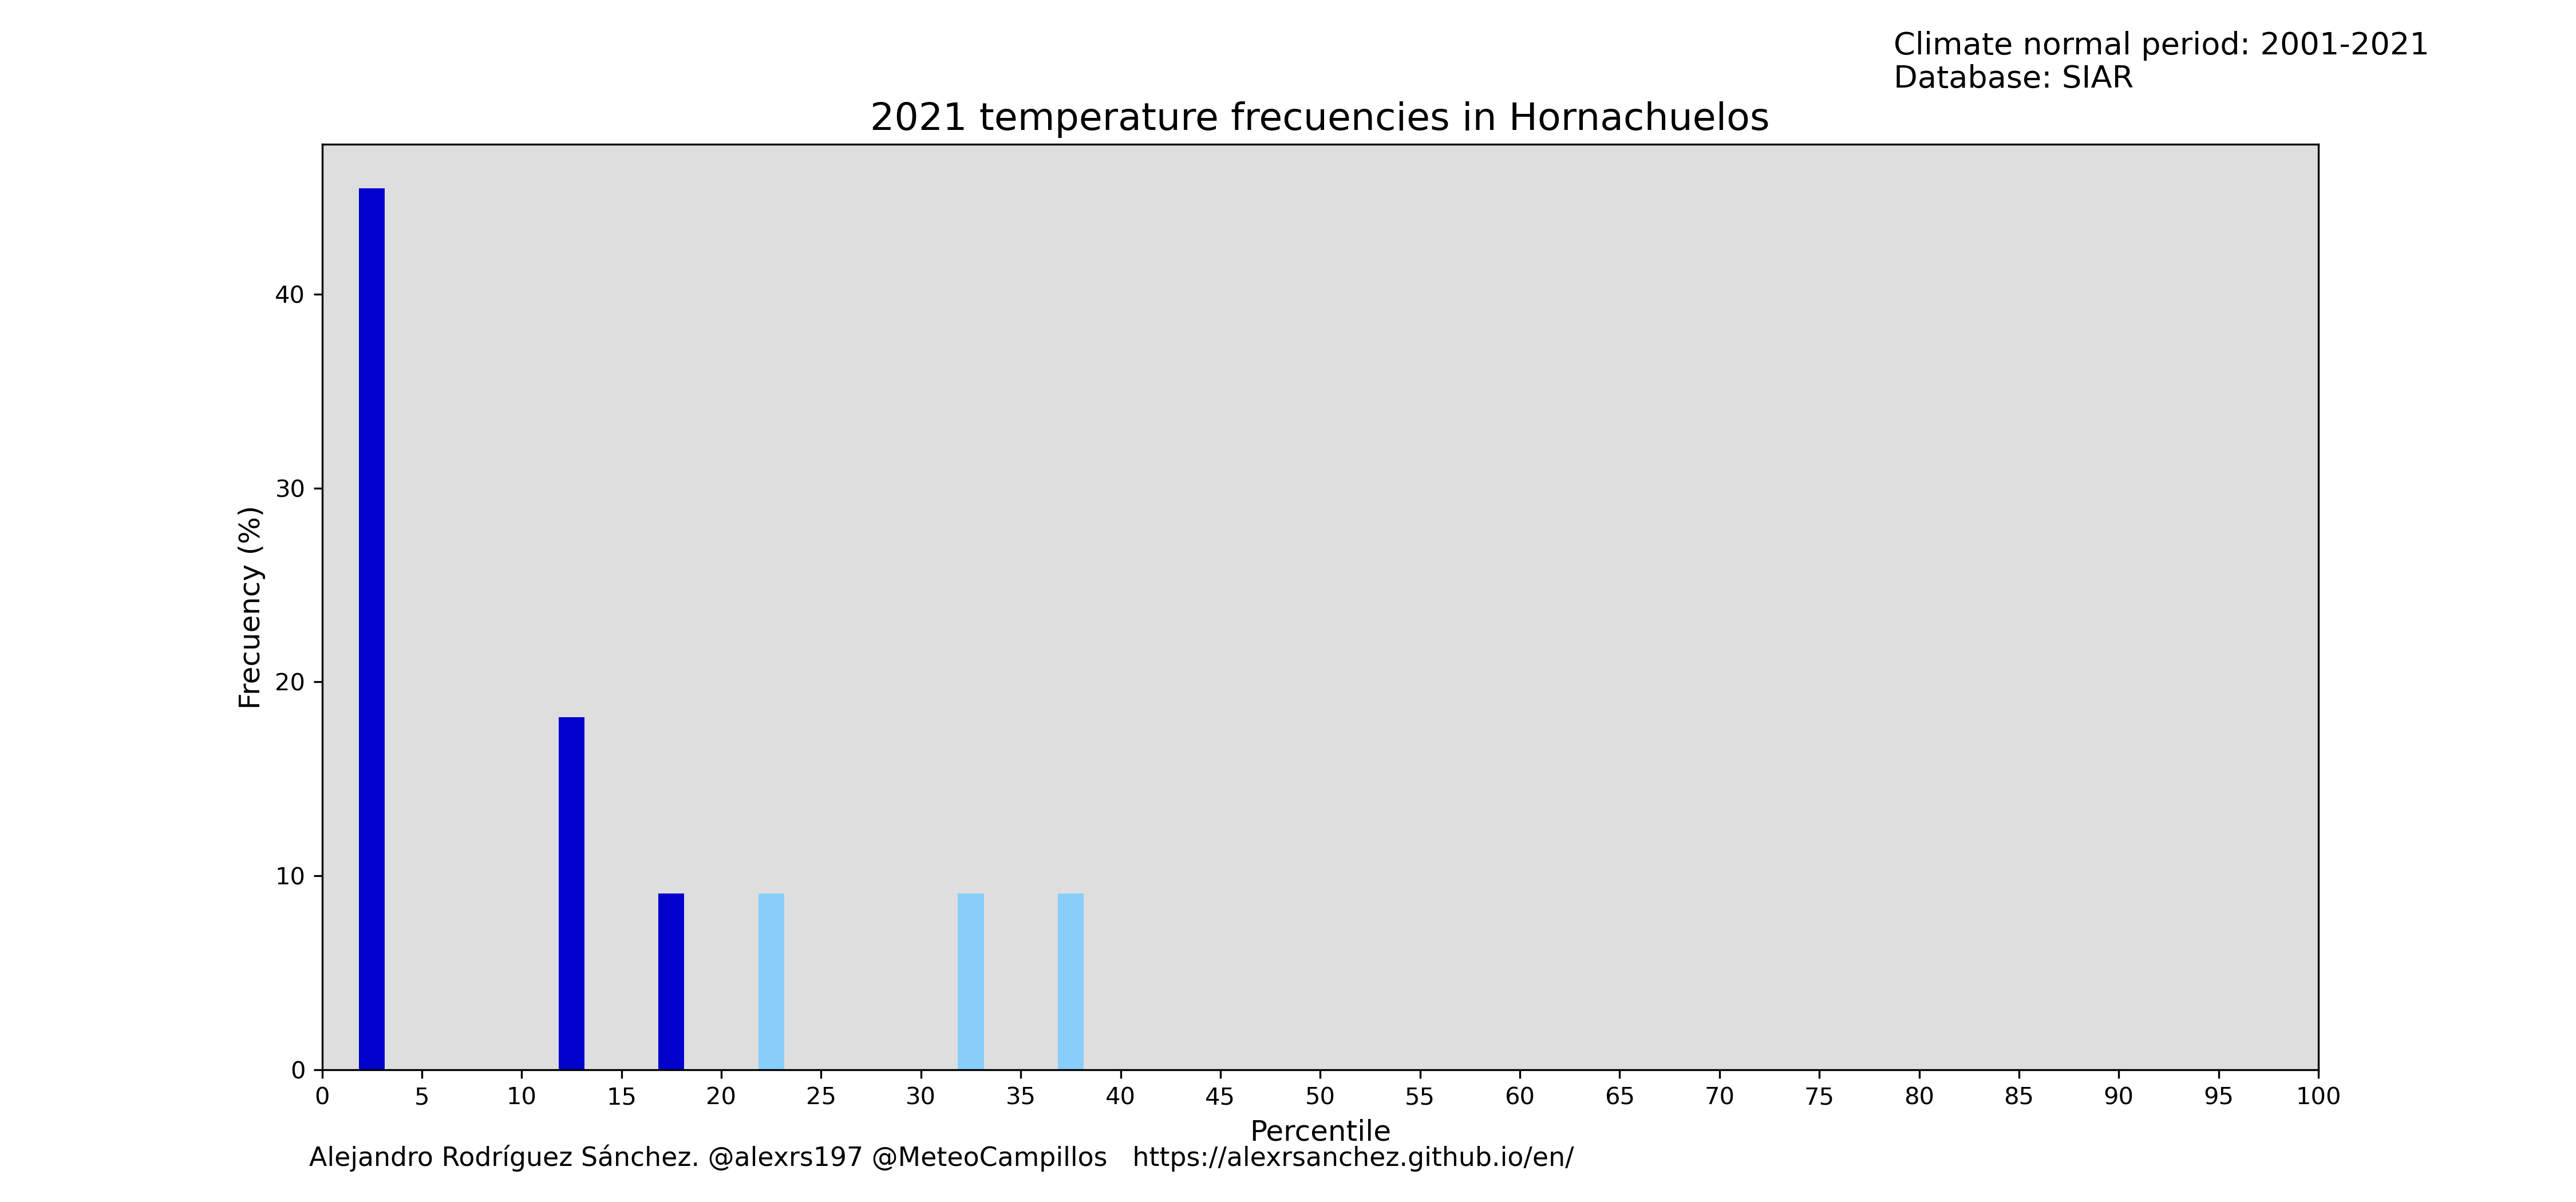 Climate normal period: 2001-2021
Database: SIAR
2021 temperature frecuencies in Hornachuelos
Frecuency (%)
40
30
20
10
0
0 5 10 15 20 25 30 35 40 45 50 55 60 65 70 75 80 85 90 95 100
Percentile
Alejandro Rodríguez Sánchez. @alexrs197 @MeteoCampillos https://alexrsanchez.github.io/en/